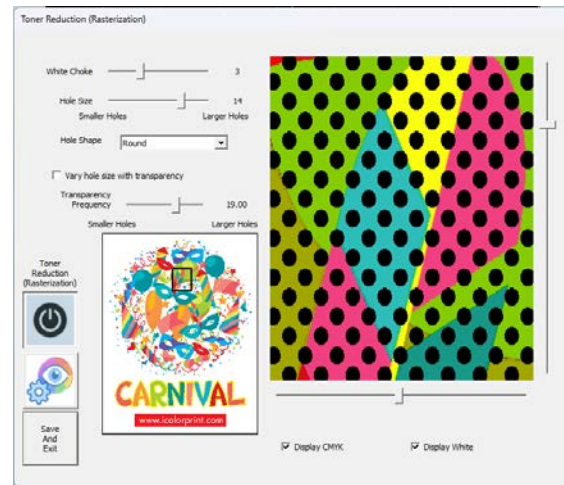 Toner Reduction (Rasterization)
White Choke 3
Hole Size 14
Smaller Holes Larger Holes
Hole Shape Round
Vary hole size with transparency
Transparency
Frequency 19.00
Smaller Holes Larger Holes
Toner
Reduction
(Rasterization)
CARNIVAL
www.icolorprint.com
Save
And
Exit
Display CMYK Display White